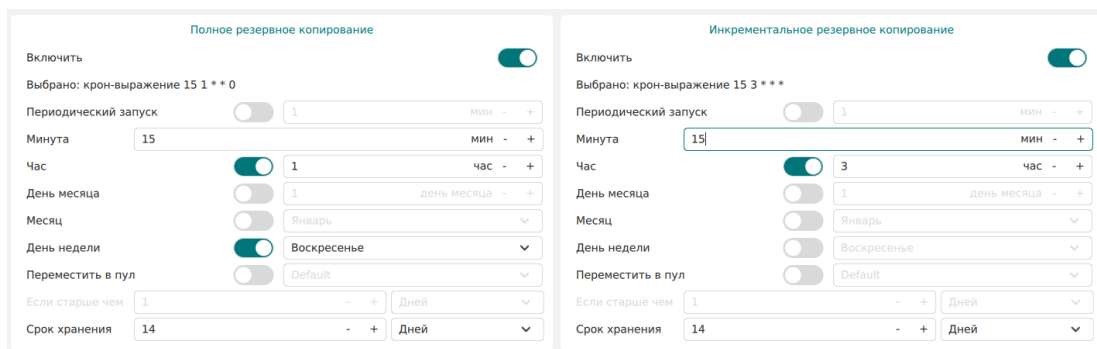 Полное резервное копирование
Включить
Выбрано: крон-выражение 15 1 * * 0
Периодический запуск 1 мин - +
Минута 15 мин - +
Час 1 час - +
День месяца 1 день месяца - +
Месяц Январь
День недели Воскресенье
Переместить в пул Default
Если старше чем 1 - + Дней
Срок хранения 14 - + Дней
Инкрементальное резервное копирование
Включить
Выбрано: крон-выражение 15 3 * * *
Периодический запуск 1 мин - +
Минута 15 мин - +
Час 3 час - +
День месяца 1 день месяца - +
Месяц Январь
День недели Воскресенье
Переместить в пул Default
Если старше чем 1 - + Дней
Срок хранения 14 - + Дней